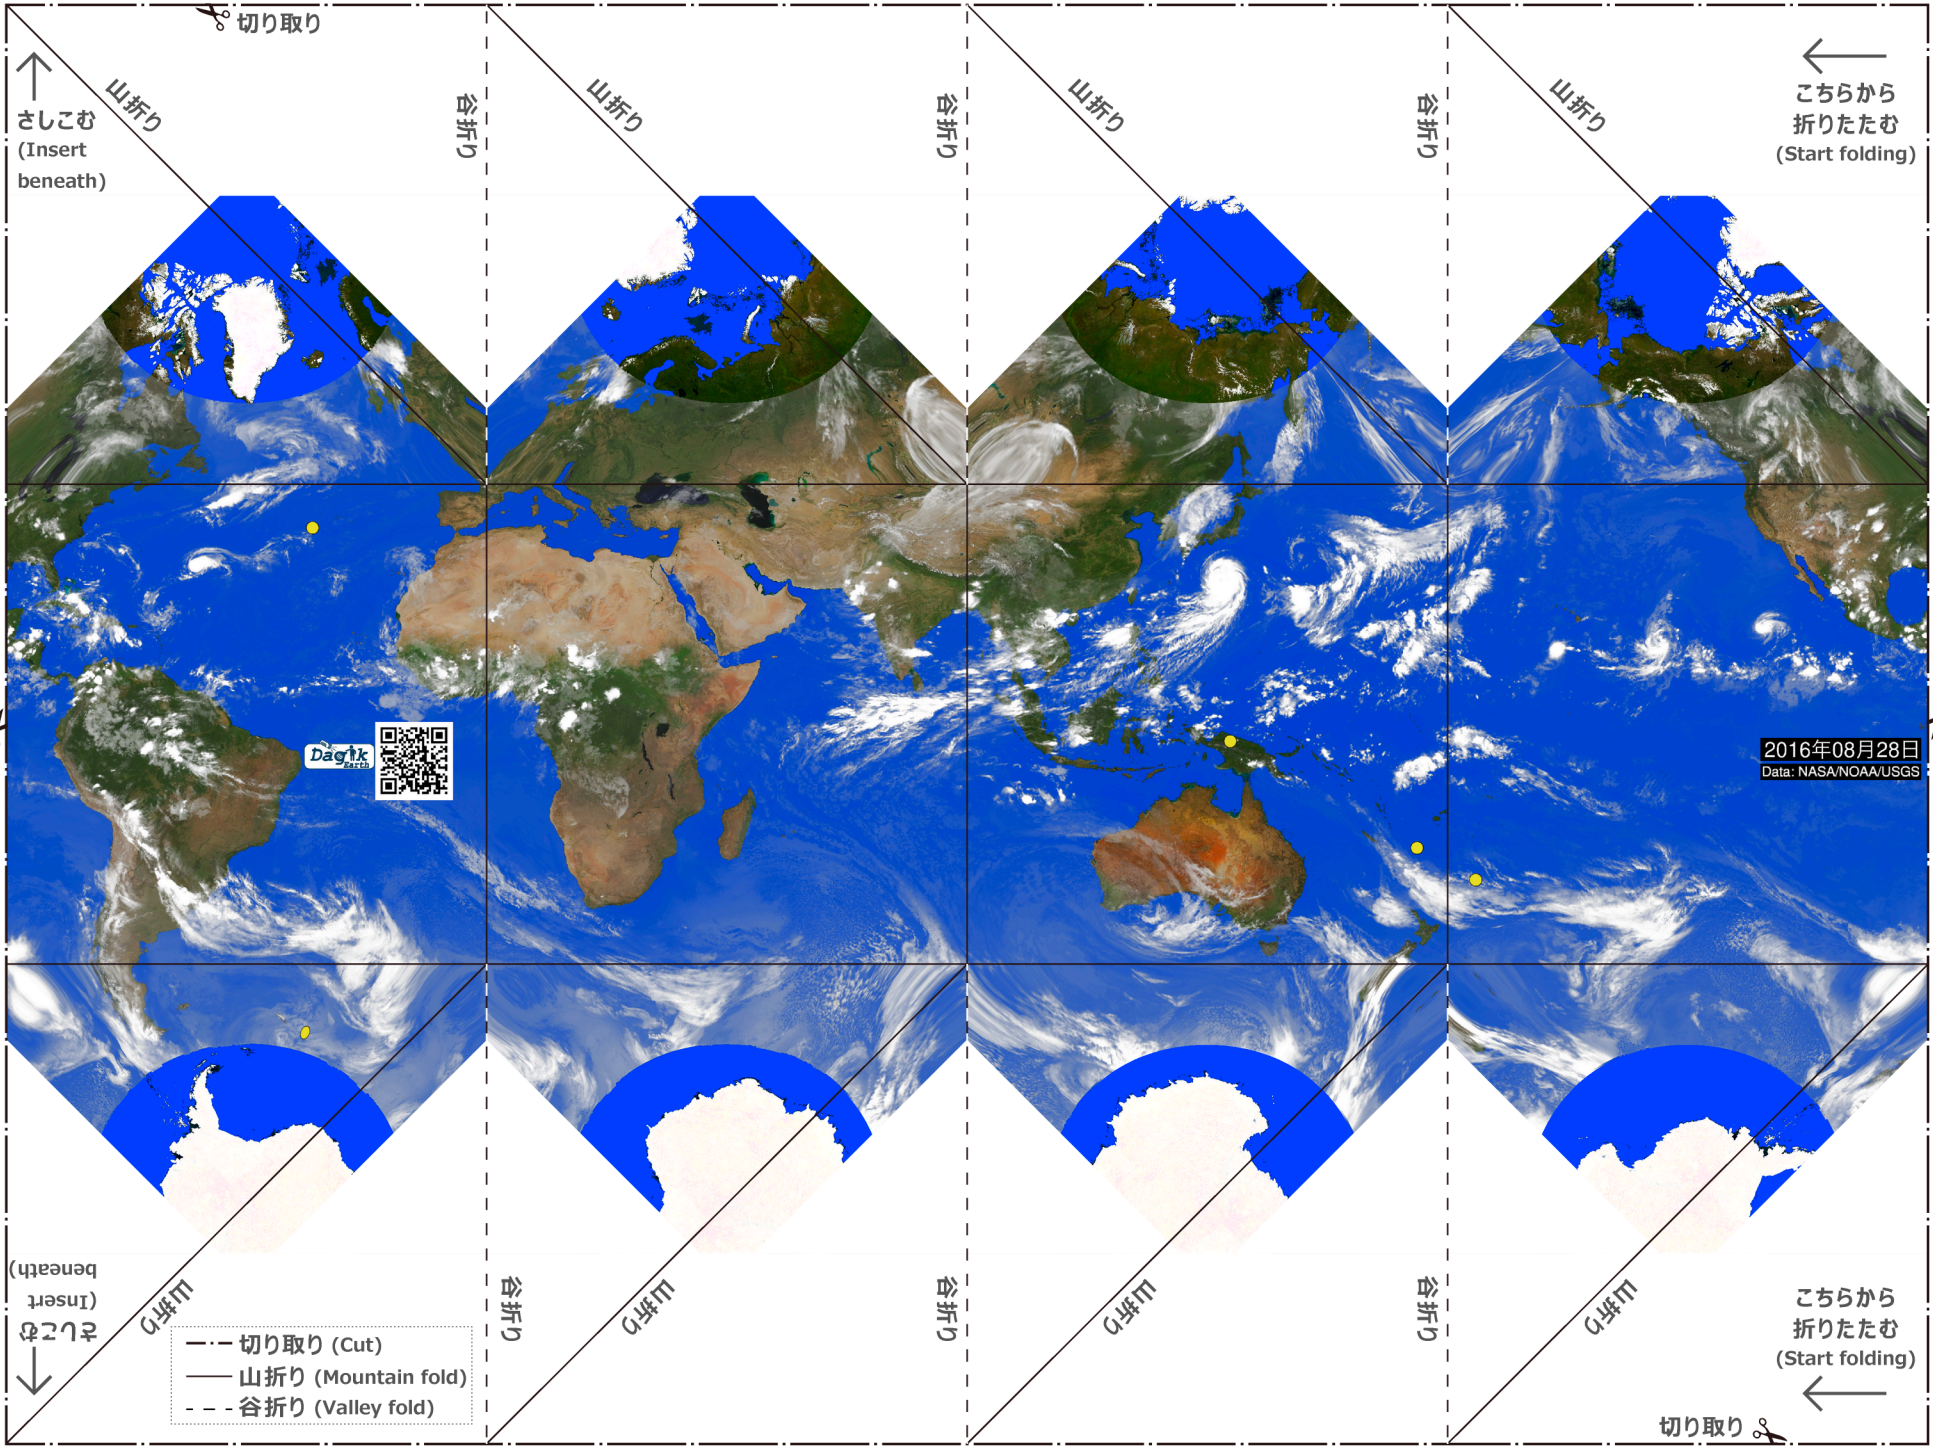 切り取り
山折り
谷折り
山折り
谷折り
山折り
谷折り
山折り
さしこむ
(Insert
beneath)
こちらから
折りたたむ
(Start folding)
Dagik
Earth
2016年08月28日
Data: NASA/NOAA/USGS
さしこむ
(Insert
beneath)
山折り
谷折り
山折り
谷折り
山折り
谷折り
山折り
切り取り (Cut)
山折り (Mountain fold)
谷折り (Valley fold)
こちらから
折りたたむ
(Start folding)
切り取り